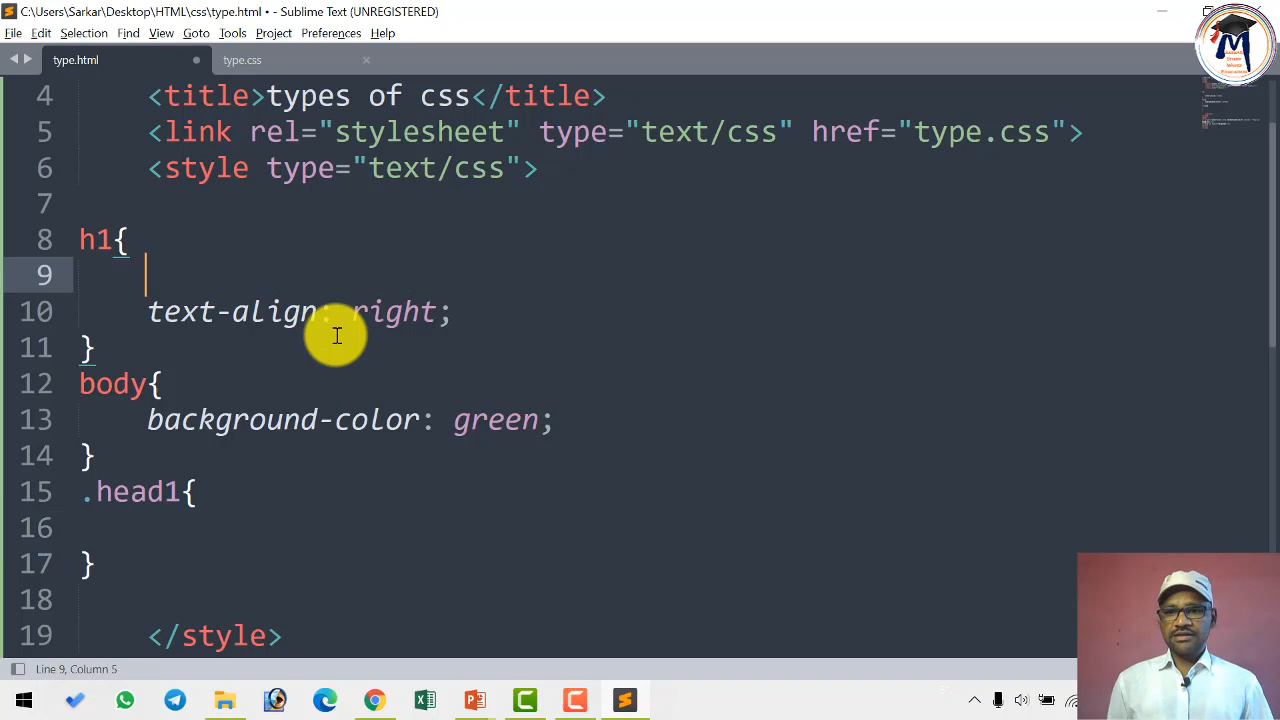 C:\Users\Sarkar\Desktop\HTML\css\type.html • - Sublime Text (UNREGISTERED)
File Edit Selection Find View Goto Tools Project Preferences Help
type.html type.css
4 <title>types of css</title>
5 <link rel="stylesheet" type="text/css" href="type.css">
6 <style type="text/css">
7
8 h1{
9
10 text-align: right;
11 }
12 body{
13 background-color: green;
14 }
15 .head1{
16
17 }
18
19 </style>
Line 9, Column 5